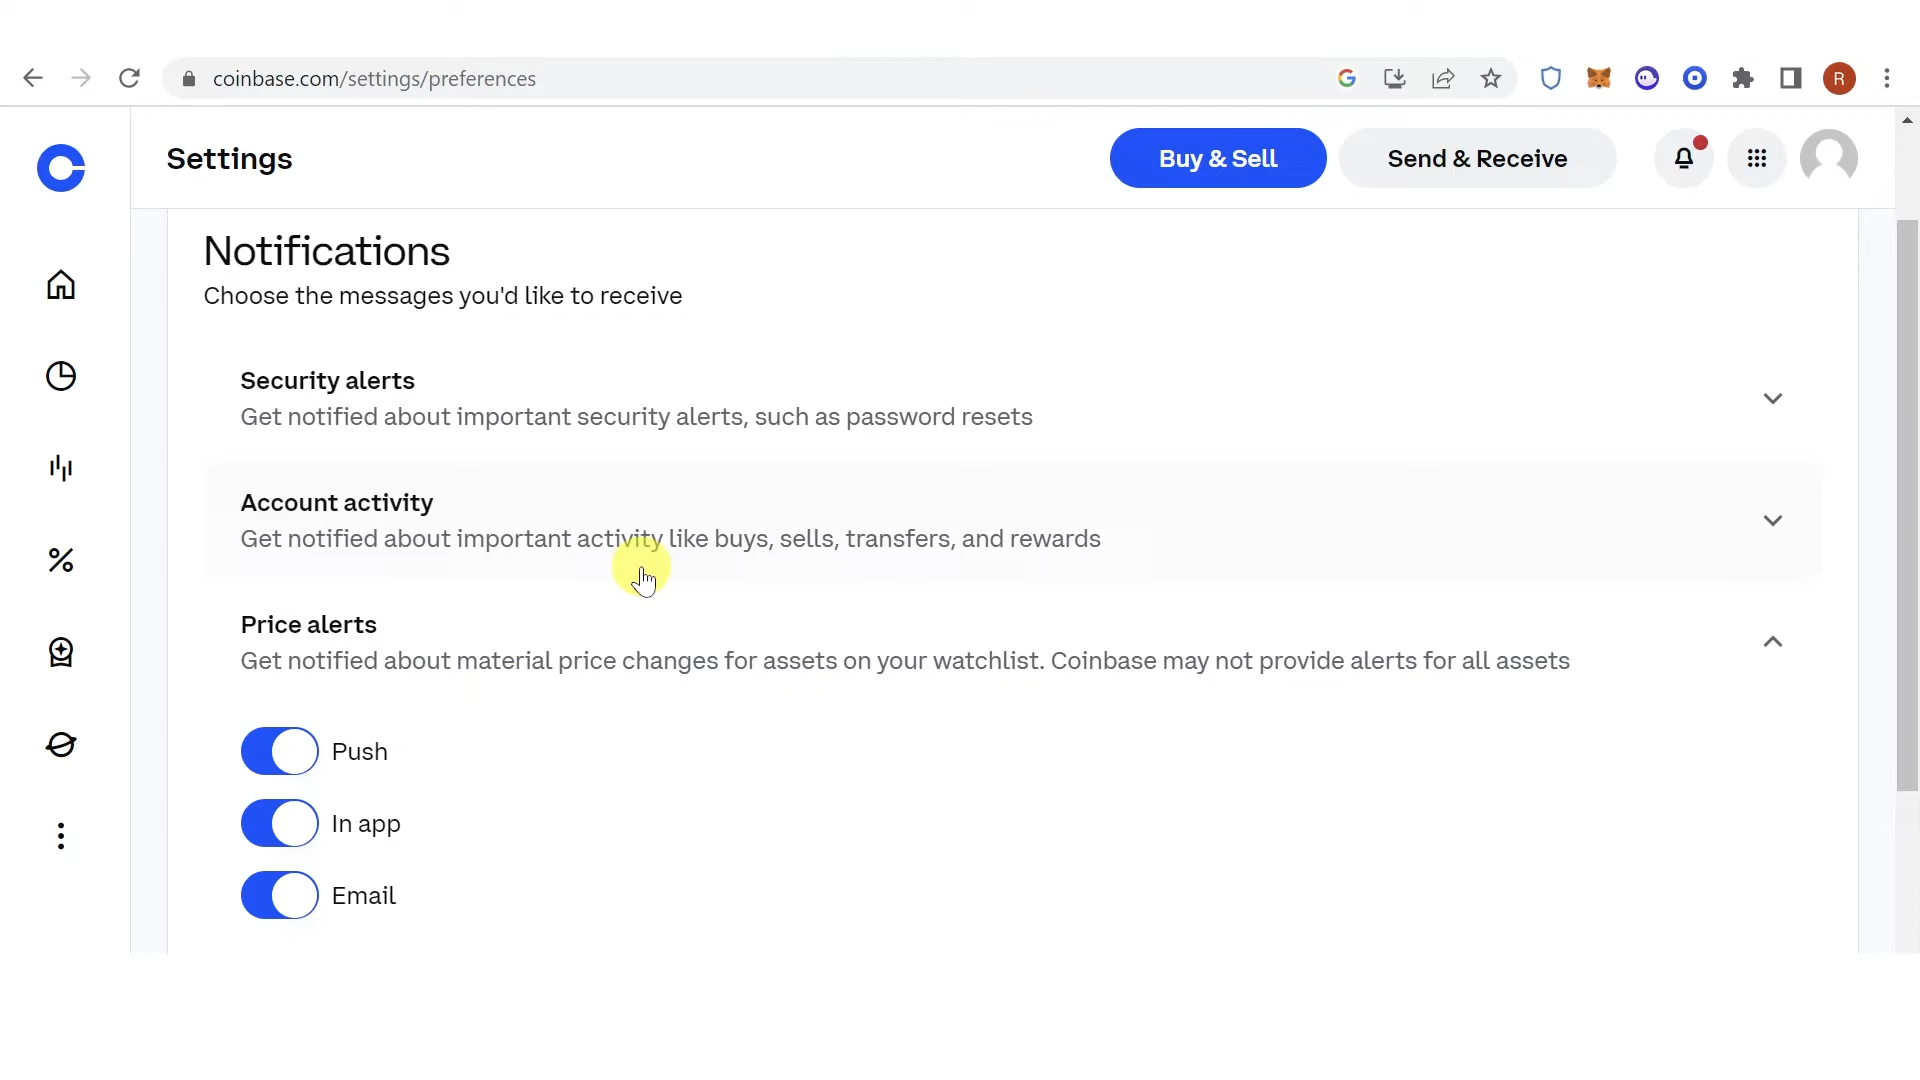 coinbase.com/settings/preferences
R
Settings
Buy & Sell
Send & Receive
Notifications
Choose the messages you'd like to receive
Security alerts
Get notified about important security alerts, such as password resets
Account activity
Get notified about important activity like buys, sells, transfers, and rewards
Price alerts
Get notified about material price changes for assets on your watchlist. Coinbase may not provide alerts for all assets
Push
In app
Email